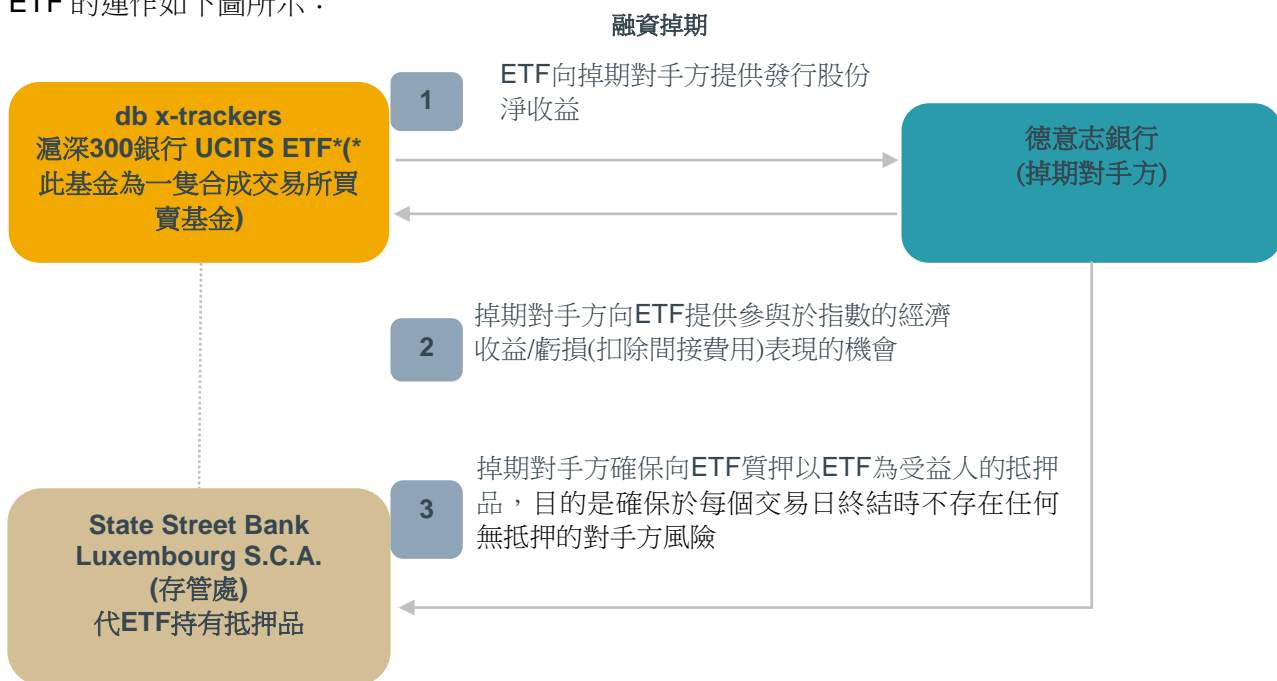 ETF 的運作如下圖所示：
融資掉期
1
ETF向掉期對手方提供發行股份
淨收益
db x-trackers
滬深300銀行 UCITS ETF*(*
此基金為一隻合成交易所買
賣基金)
德意志銀行
(掉期對手方)
2
掉期對手方向ETF提供參與於指數的經濟
收益/虧損(扣除間接費用)表現的機會
3
掉期對手方確保向ETF質押以ETF為受益人的抵押
品，目的是確保於每個交易日終結時不存在任何
無抵押的對手方風險
State Street Bank
Luxembourg S.C.A.
(存管處)
代ETF持有抵押品